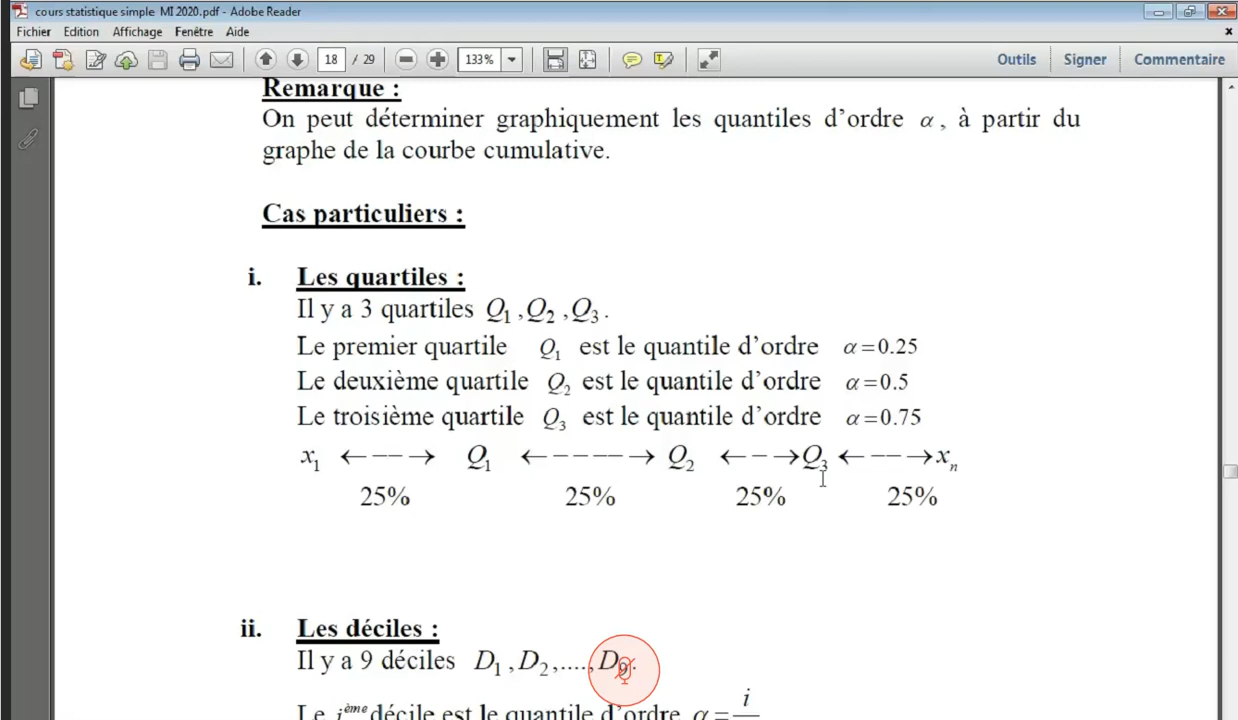 cours statistique simple MI 2020.pdf - Adobe Reader
Fichier Edition Affichage Fenêtre Aide
18 / 29 133% Outils Signer Commentaire
Remarque :
On peut déterminer graphiquement les quantiles d’ordre α , à partir du
graphe de la courbe cumulative.
Cas particuliers :
i. Les quartiles :
Il y a 3 quartiles Q₁ ,Q₂ ,Q₃ .
Le premier quartile Q₁ est le quantile d’ordre α=0.25
Le deuxième quartile Q₂ est le quantile d’ordre α=0.5
Le troisième quartile Q₃ est le quantile d’ordre α=0.75
x₁ ←−−→ Q₁ ←−−−−→ Q₂ ←−→Q₃ ←−−→xₙ
25% 25% 25% 25%
ii. Les déciles :
Il y a 9 déciles D₁ , D₂ ,...., D₉.
Le iᵉᵐᵉ décile est le quantile d’ordre α = i